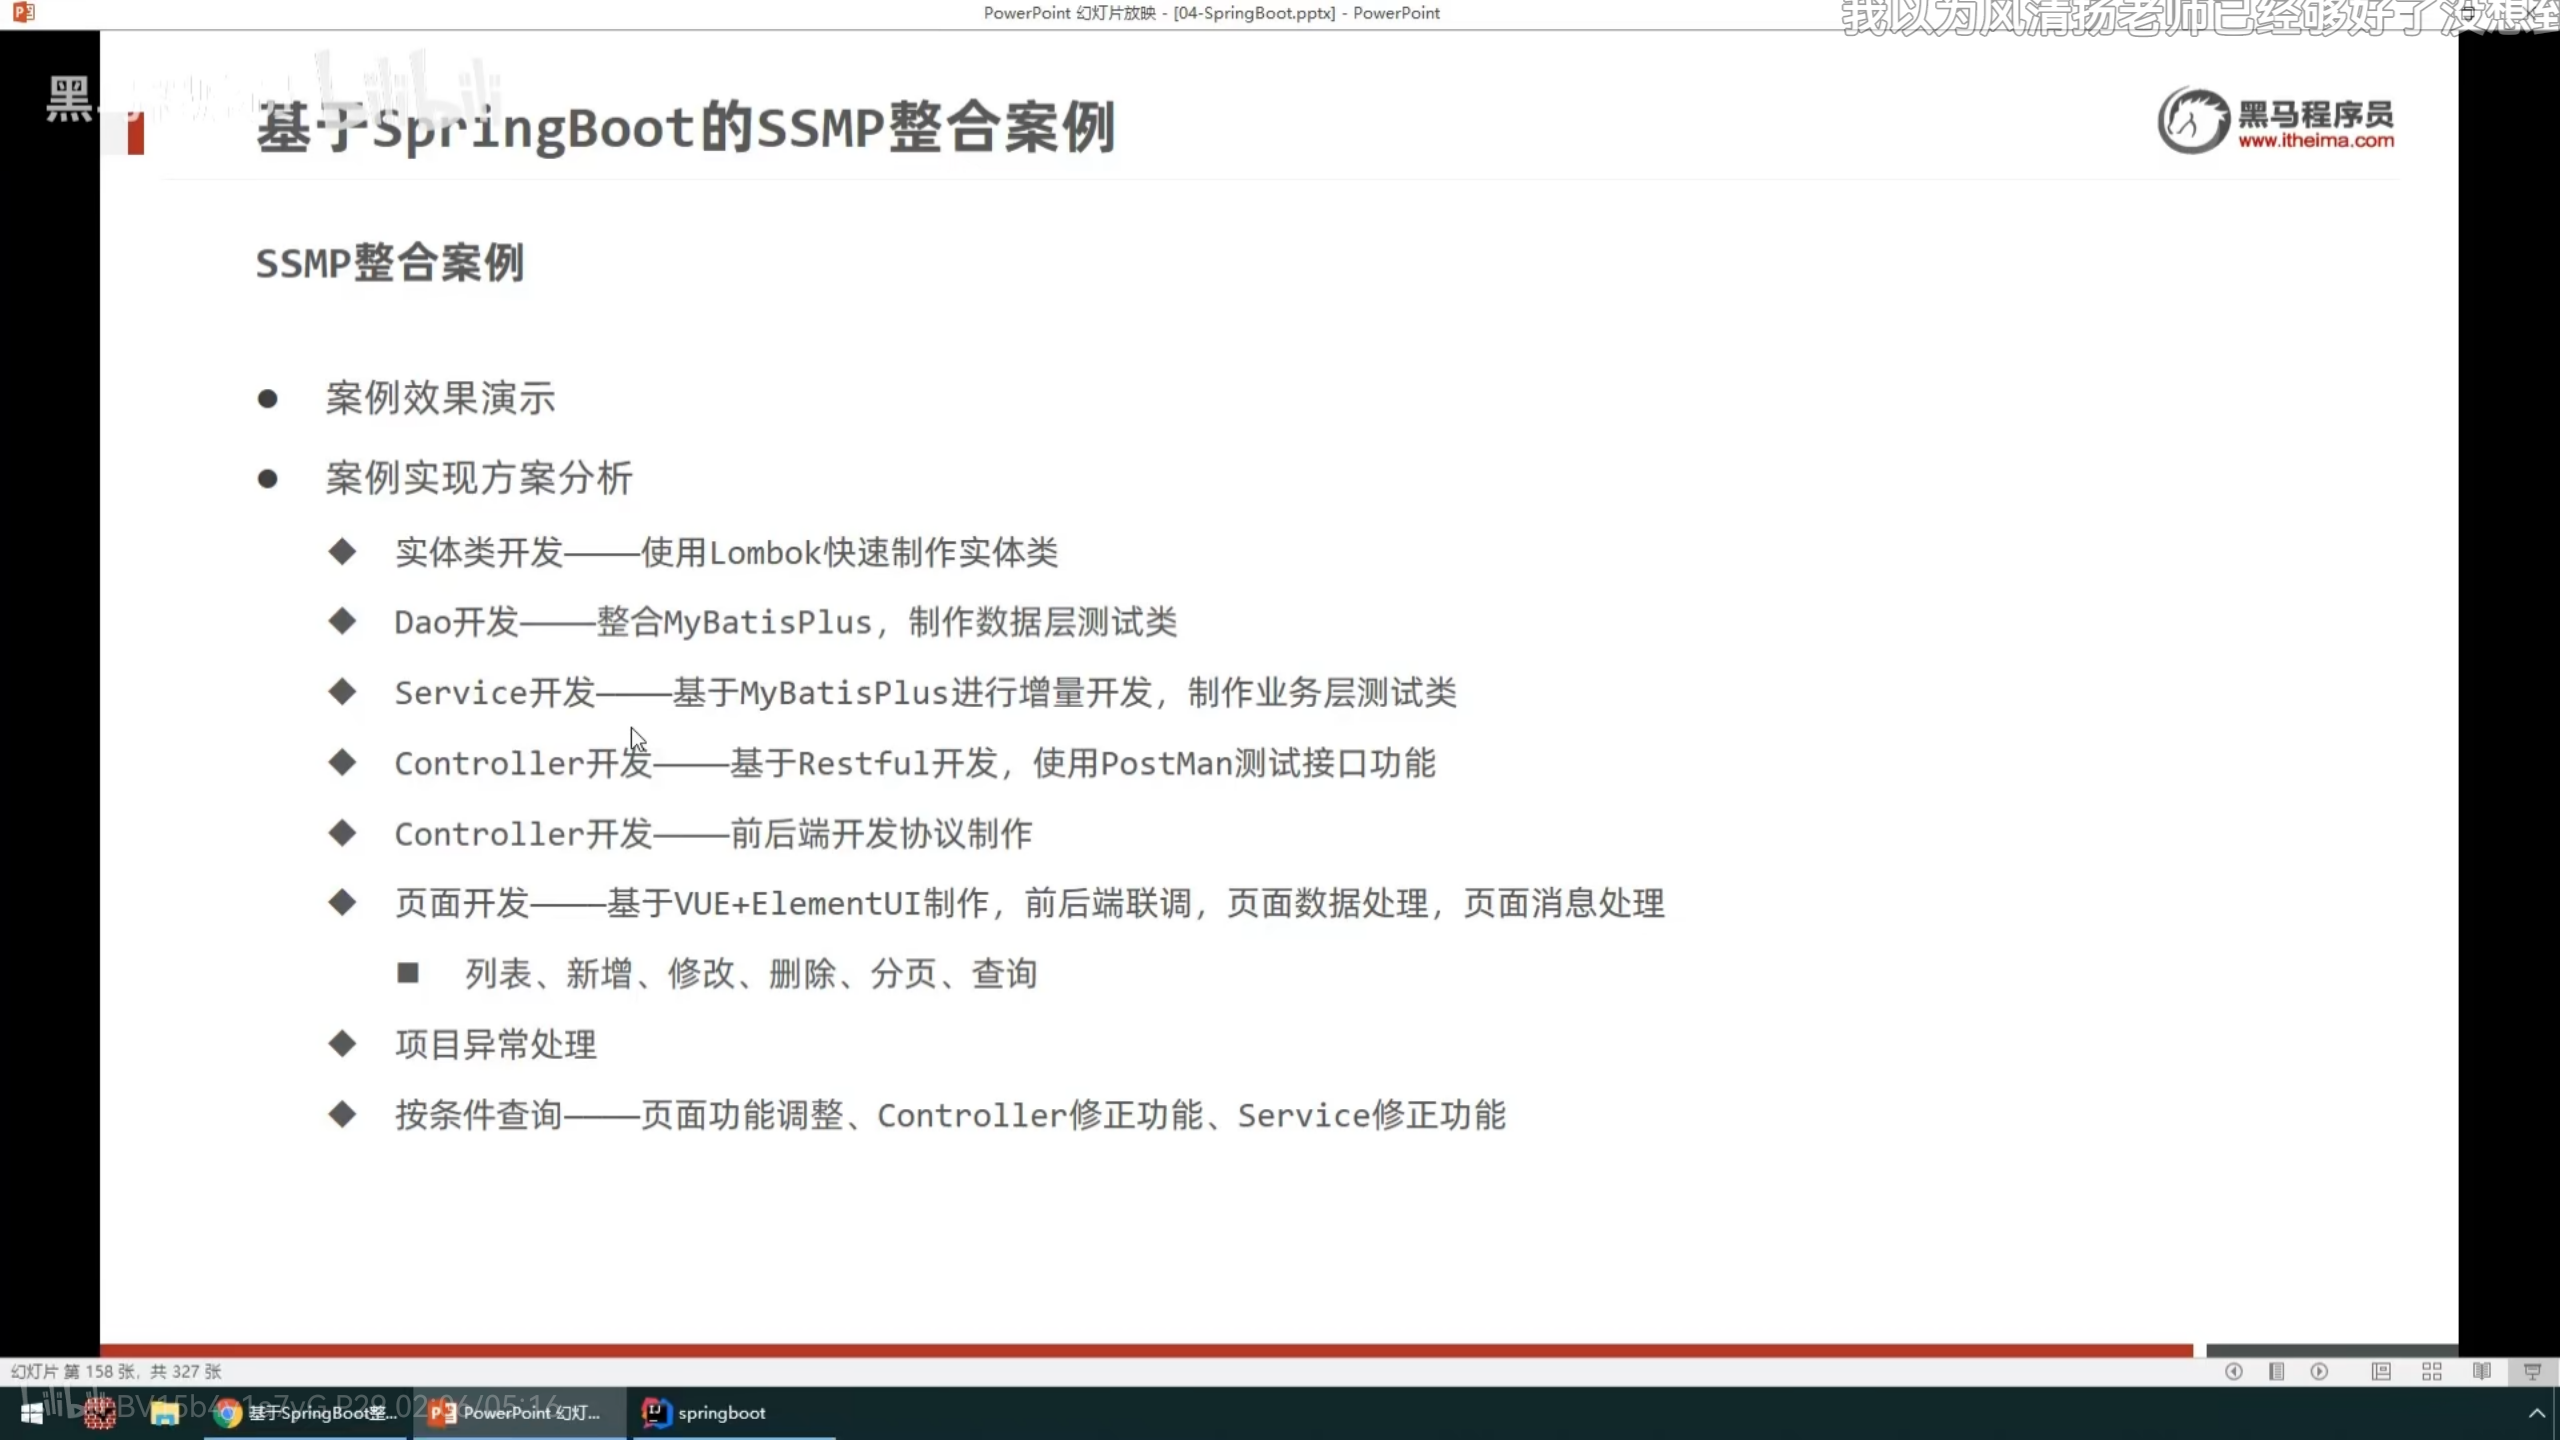 PowerPoint 幻灯片放映 - [04-SpringBoot.pptx] - PowerPoint
我以为风清扬老师已经够好了没想到
黑马程序员
www.itheima.com
基于SpringBoot的SSMP整合案例
SSMP整合案例
● 案例效果演示
● 案例实现方案分析
◆ 实体类开发————使用Lombok快速制作实体类
◆ Dao开发————整合MyBatisPlus，制作数据层测试类
◆ Service开发————基于MyBatisPlus进行增量开发，制作业务层测试类
◆ Controller开发————基于Restful开发，使用PostMan测试接口功能
◆ Controller开发————前后端开发协议制作
◆ 页面开发————基于VUE+ElementUI制作，前后端联调，页面数据处理，页面消息处理
■ 列表、新增、修改、删除、分页、查询
◆ 项目异常处理
◆ 按条件查询————页面功能调整、Controller修正功能、Service修正功能
幻灯片 第 158 张，共 327 张
基于SpringBoot整...
PowerPoint 幻灯...
springboot